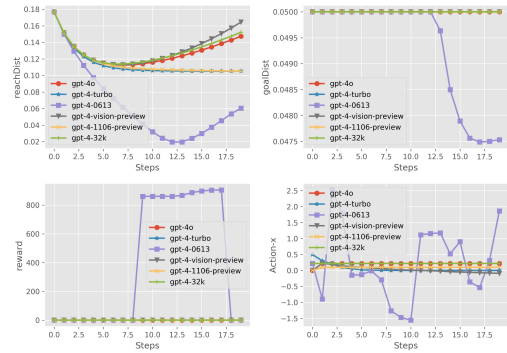 0.18
0.16
0.14
0.12
0.10
0.08
0.06
0.04
0.02
reachDist
gpt-4o
gpt-4-turbo
gpt-4-0613
gpt-4-vision-preview
gpt-4-1106-preview
gpt-4-32k
0.0 2.5 5.0 7.5 10.0 12.5 15.0 17.5
Steps
0.0500
0.0495
0.0490
0.0485
0.0480
0.0475
goalDist
gpt-4o
gpt-4-turbo
gpt-4-0613
gpt-4-vision-preview
gpt-4-1106-preview
gpt-4-32k
0.0 2.5 5.0 7.5 10.0 12.5 15.0 17.5
Steps
800
600
400
200
0
reward
gpt-4o
gpt-4-turbo
gpt-4-0613
gpt-4-vision-preview
gpt-4-1106-preview
gpt-4-32k
0.0 2.5 5.0 7.5 10.0 12.5 15.0 17.5
Steps
2.5
2.0
1.5
1.0
0.5
0.0
−0.5
−1.0
−1.5
Action-x
gpt-4o
gpt-4-turbo
gpt-4-0613
gpt-4-vision-preview
gpt-4-1106-preview
gpt-4-32k
0.0 2.5 5.0 7.5 10.0 12.5 15.0 17.5
Steps